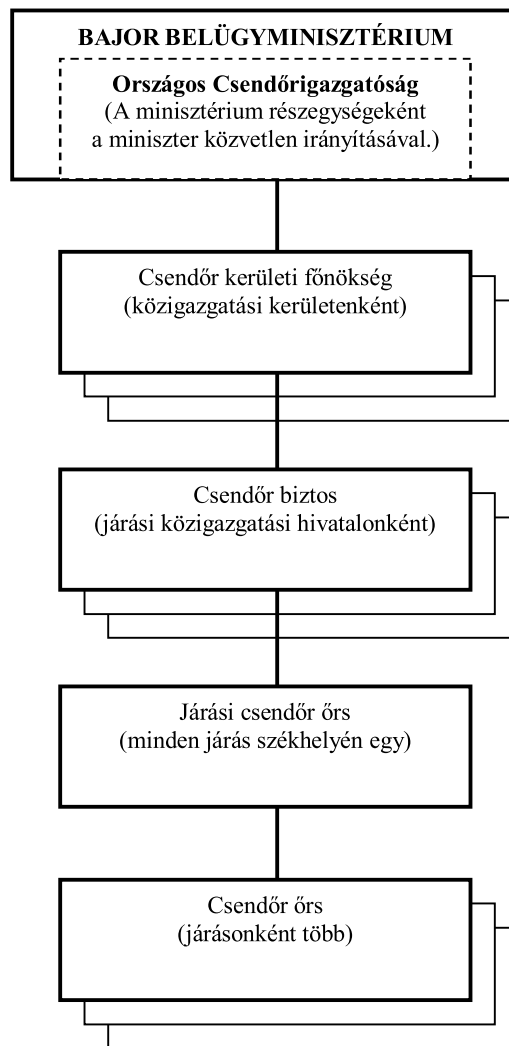 BAJOR BELÜGYMINISZTÉRIUM
Országos Csendőrigazgatóság
(A minisztérium részegységeként
a miniszter közvetlen irányításával.)
Csendőr kerületi főnökség
(közigazgatási kerületenként)
Csendőr biztos
(járási közigazgatási hivatalonként)
Járási csendőr őrs
(minden járás székhelyén egy)
Csendőr őrs
(járásonként több)